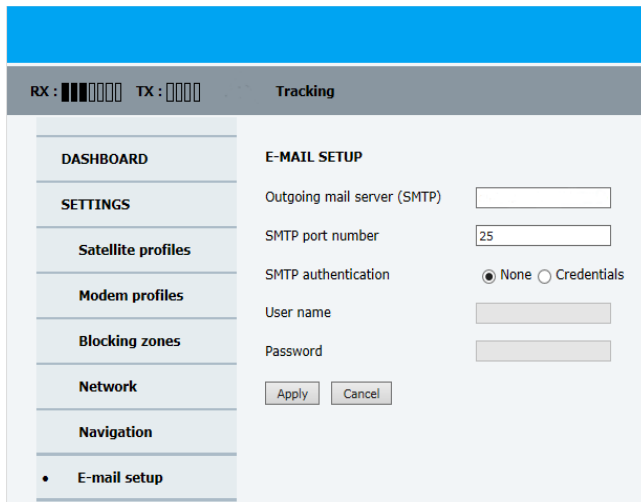 RX : TX : Tracking
DASHBOARD
SETTINGS
Satellite profiles
Modem profiles
Blocking zones
Network
Navigation
• E-mail setup
E-MAIL SETUP
Outgoing mail server (SMTP)
SMTP port number 25
SMTP authentication None Credentials
User name
Password
Apply Cancel